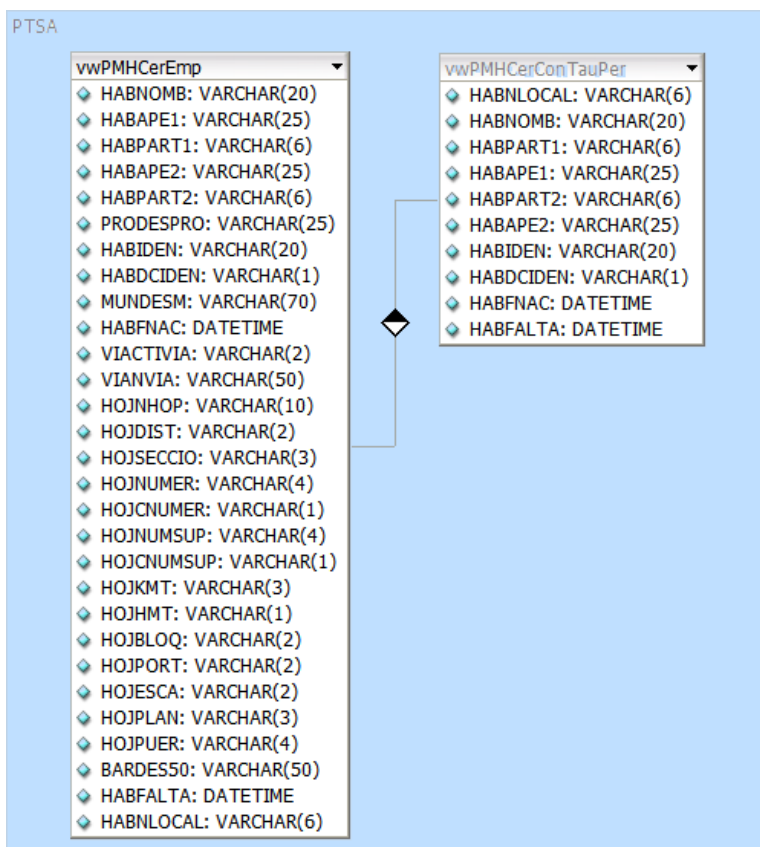 PTSA
vwPMHCerEmp
HABNOMB: VARCHAR(20)
HABAPE1: VARCHAR(25)
HABPART1: VARCHAR(6)
HABAPE2: VARCHAR(25)
HABPART2: VARCHAR(6)
PRODESPRO: VARCHAR(25)
HABIDEN: VARCHAR(20)
HABDCIDEN: VARCHAR(1)
MUNDESM: VARCHAR(70)
HABFNAC: DATETIME
VIACTIVIA: VARCHAR(2)
VIANVIA: VARCHAR(50)
HOJNHOP: VARCHAR(10)
HOJDIST: VARCHAR(2)
HOJSECCIO: VARCHAR(3)
HOJNUMER: VARCHAR(4)
HOJCNUMER: VARCHAR(1)
HOJNUMSUP: VARCHAR(4)
HOJCNUMSUP: VARCHAR(1)
HOJKMT: VARCHAR(3)
HOJHMT: VARCHAR(1)
HOJBLOQ: VARCHAR(2)
HOJPORT: VARCHAR(2)
HOJESCA: VARCHAR(2)
HOJPLAN: VARCHAR(3)
HOJPUER: VARCHAR(4)
BARDES50: VARCHAR(50)
HABFALTA: DATETIME
HABNLOCAL: VARCHAR(6)
vwPMHCerConTauPer
HABNLOCAL: VARCHAR(6)
HABNOMB: VARCHAR(20)
HABPART1: VARCHAR(6)
HABAPE1: VARCHAR(25)
HABPART2: VARCHAR(6)
HABAPE2: VARCHAR(25)
HABIDEN: VARCHAR(20)
HABDCIDEN: VARCHAR(1)
HABFNAC: DATETIME
HABFALTA: DATETIME